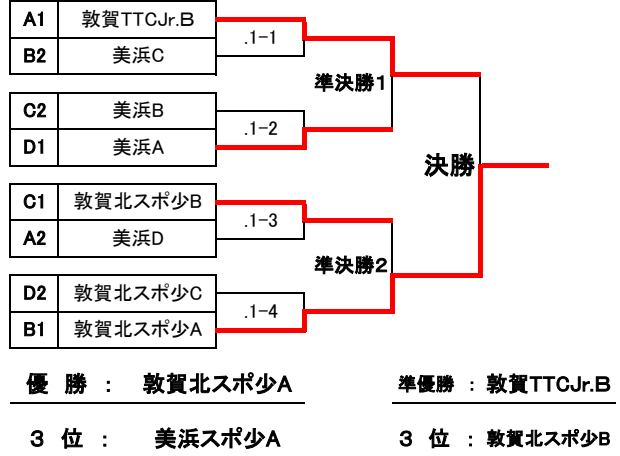 A1 敦賀TTCJr.B
.1-1
B2 美浜C
準決勝1
C2 美浜B
.1-2
D1 美浜A
決勝
C1 敦賀北スポ少B
.1-3
A2 美浜D
準決勝2
D2 敦賀北スポ少C
.1-4
B1 敦賀北スポ少A
優 勝 : 敦賀北スポ少A
準優勝 : 敦賀TTCJr.B
3 位 : 美浜スポ少A
3 位 : 敦賀北スポ少B